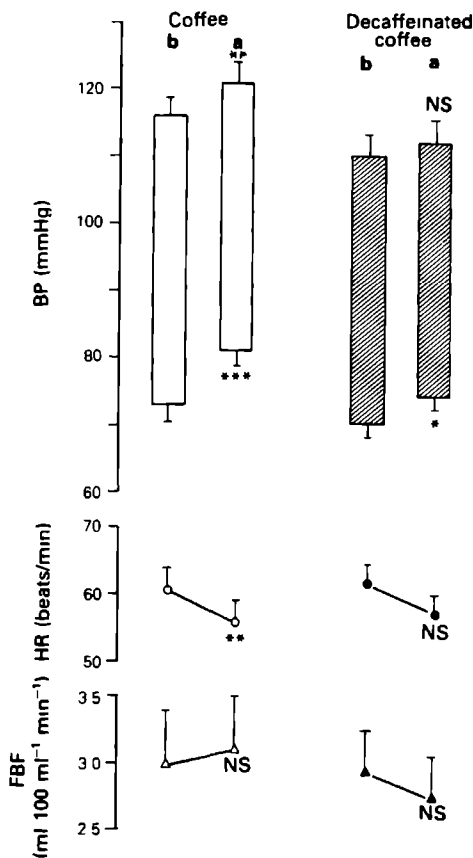 Coffee
b a
**
Decaffeinated
coffee
b a
NS
120
100
80
60
BP (mmHg)
***
*
70
60
50
HR (beats/min)
**
NS
3 5
3.0
2 5
FBF
(ml 100 ml⁻¹ min⁻¹)
NS
NS